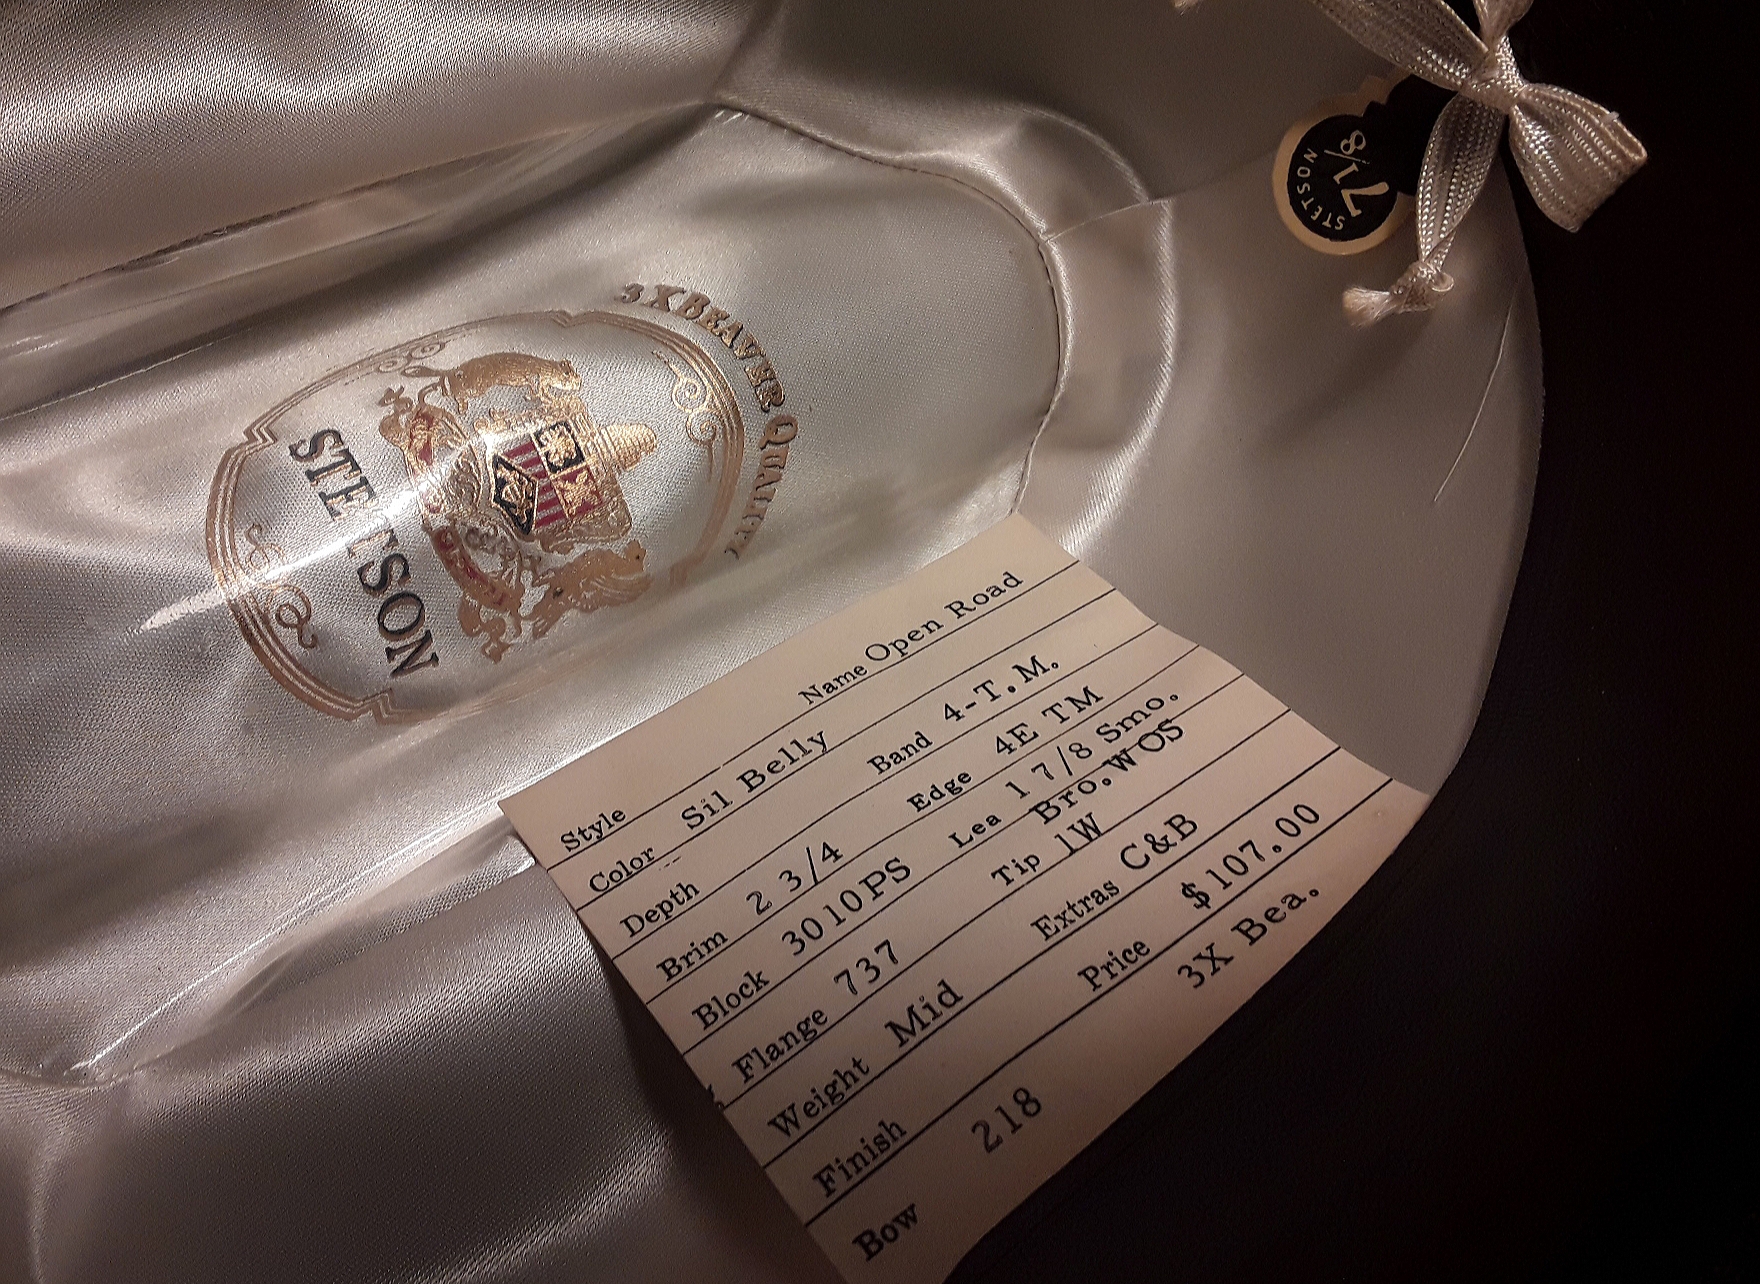 3X BEAVER QUALITY
STETSON
7 1/8
STETSON
Style Name Open Road
Color Sil Belly
Depth Band 4-T.M.
Brim 2 3/4 Edge 4E TM
Block 3010PS Lea 1 7/8 Smo.
Bro.WOS
Flange 737 Tip 1W
Weight Mid Extras C&B
Finish Price $107.00
3X Bea.
Bow 218